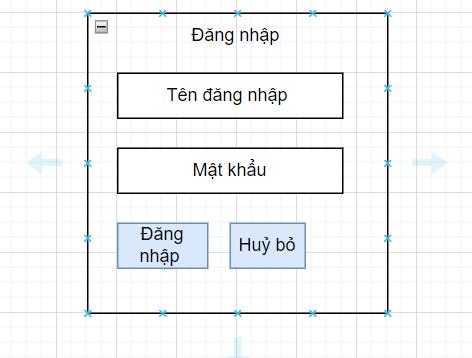 Đăng nhập
Tên đăng nhập
Mật khẩu
Đăng
nhập
Huỷ bỏ